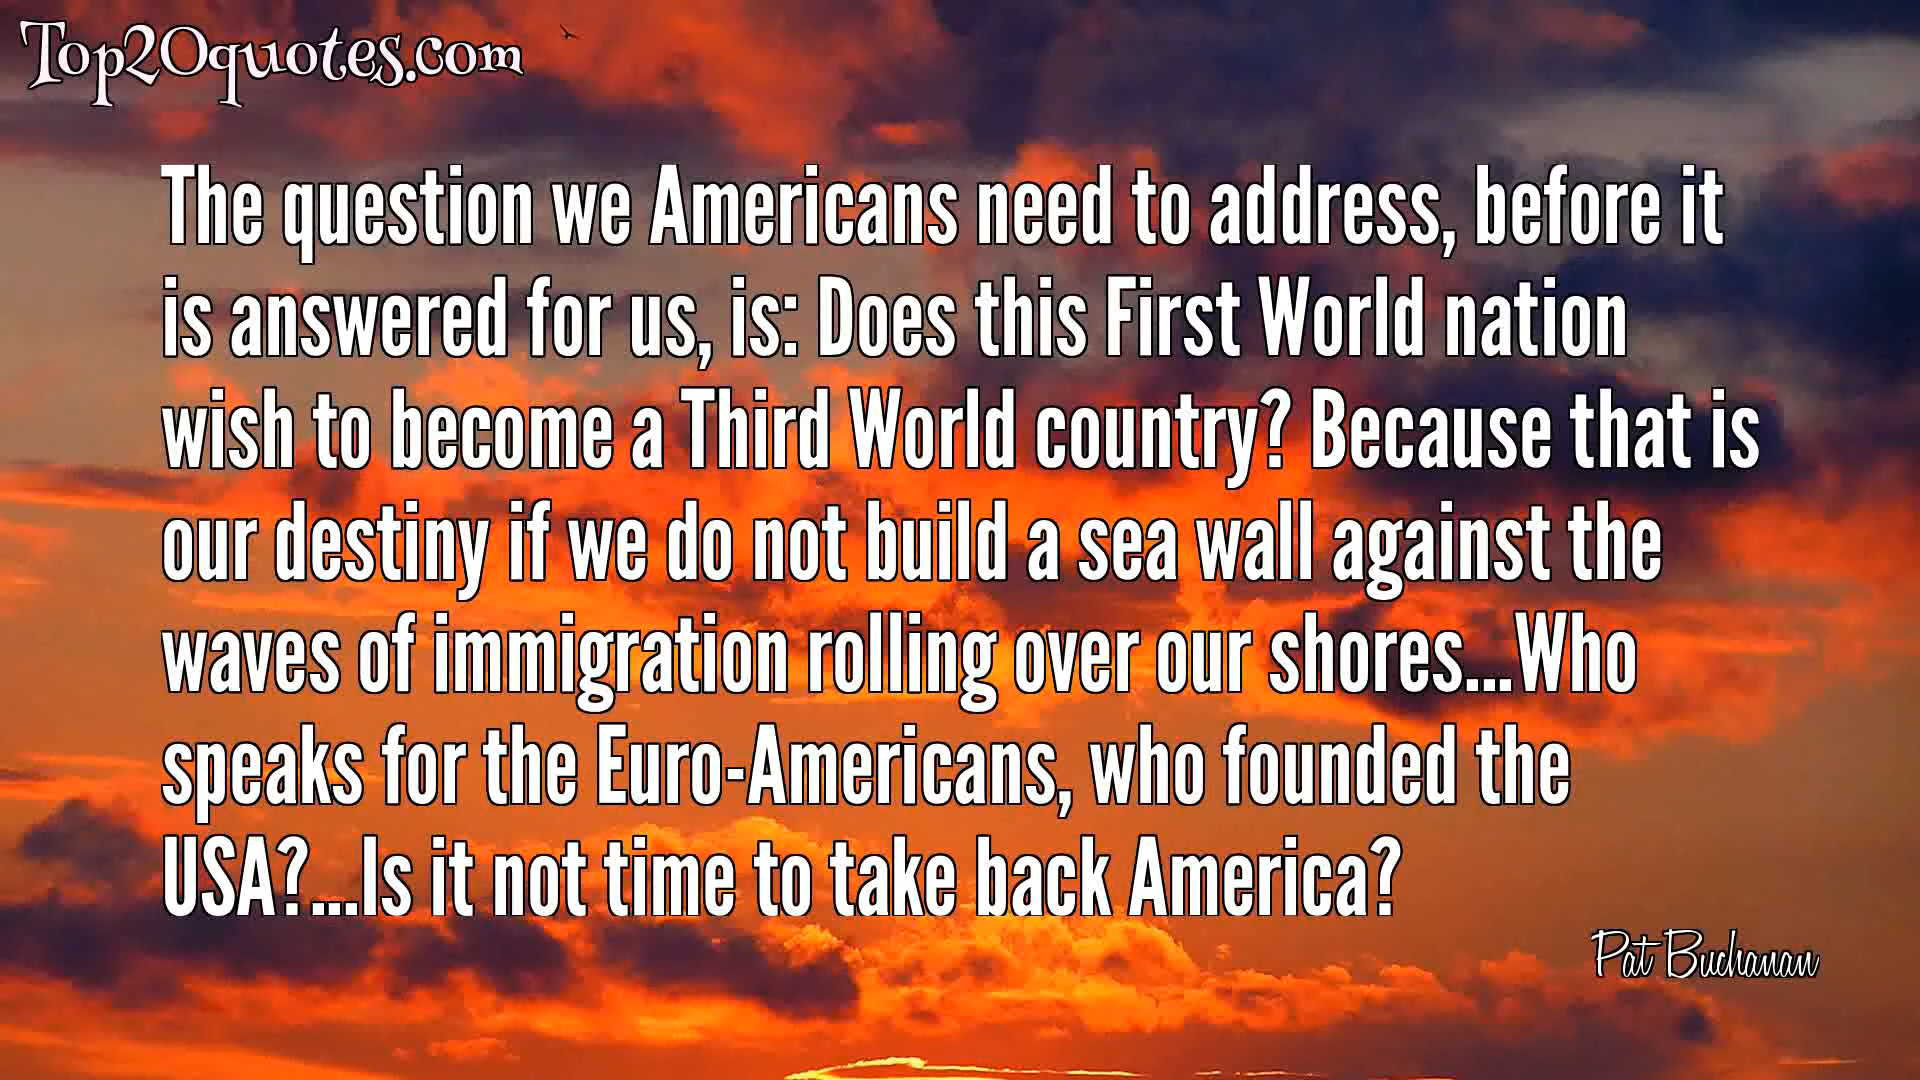 Top20quotes.com
The question we Americans need to address, before it
is answered for us, is: Does this First World nation
wish to become a Third World country? Because that is
our destiny if we do not build a sea wall against the
waves of immigration rolling over our shores...Who
speaks for the Euro-Americans, who founded the
USA?...Is it not time to take back America?
Pat Buchanan